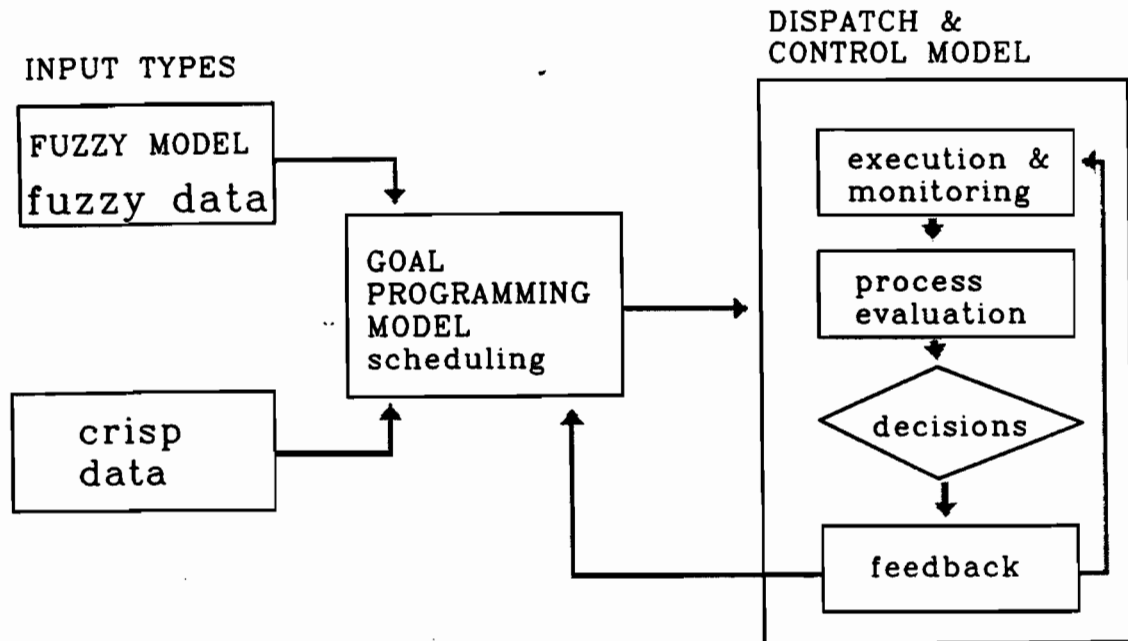 INPUT TYPES
FUZZY MODEL
fuzzy data
crisp
data
GOAL
PROGRAMMING
MODEL
scheduling
DISPATCH &
CONTROL MODEL
execution &
monitoring
process
evaluation
decisions
feedback